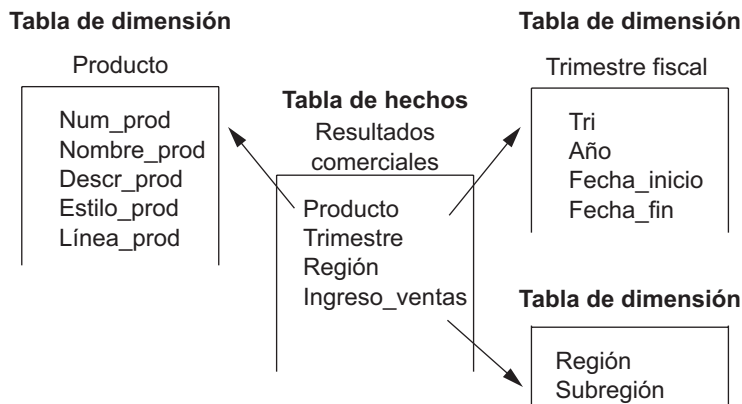 Tabla de dimensión
Producto
Num_prod
Nombre_prod
Descr_prod
Estilo_prod
Línea_prod
Tabla de hechos
Resultados
comerciales
Producto
Trimestre
Región
Ingreso_ventas
Tabla de dimensión
Trimestre fiscal
Tri
Año
Fecha_inicio
Fecha_fin
Tabla de dimensión
Región
Subregión